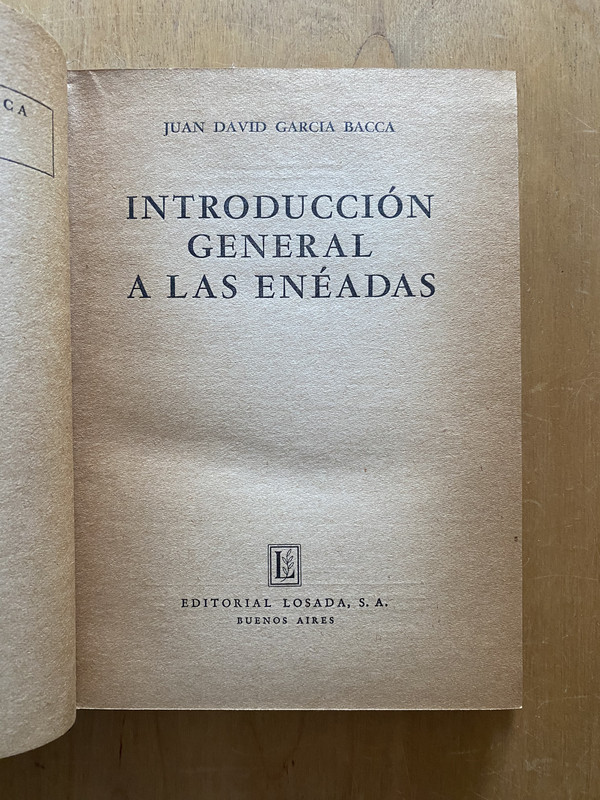 CA
JUAN DAVID GARCIA BACCA
INTRODUCCIÓN
GENERAL
A LAS ENÉADAS
L
EDITORIAL LOSADA, S. A.
BUENOS AIRES